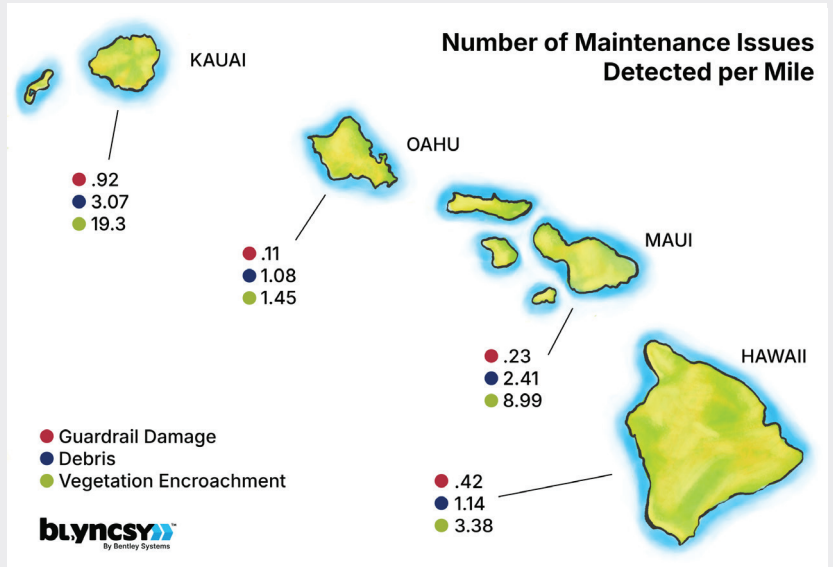 Number of Maintenance Issues
Detected per Mile
KAUAI
.92
3.07
19.3
OAHU
.11
1.08
1.45
MAUI
.23
2.41
8.99
HAWAII
.42
1.14
3.38
Guardrail Damage
Debris
Vegetation Encroachment
blyncsy™
By Bentley Systems